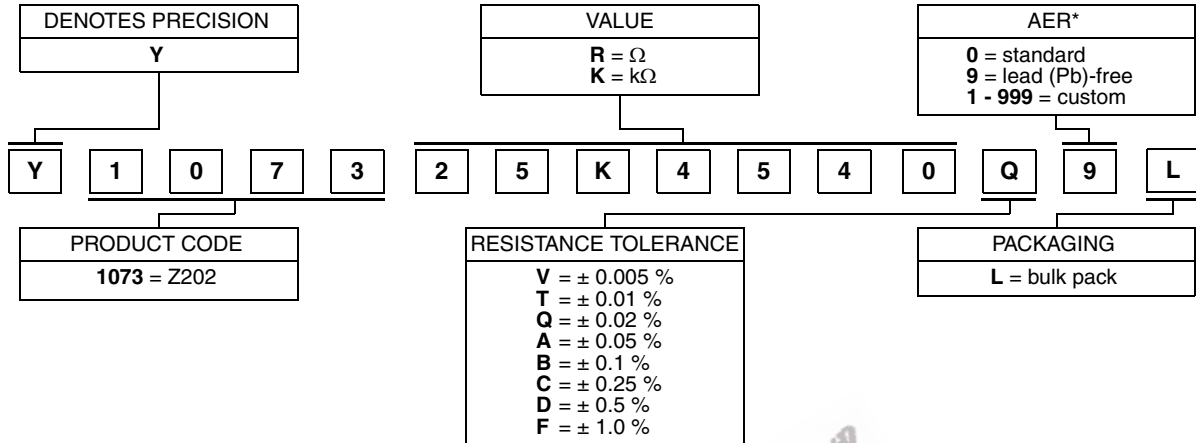 DENOTES PRECISION
Y
VALUE
R = Ω
K = kΩ
AER*
0 = standard
9 = lead (Pb)-free
1 - 999 = custom
Y 1 0 7 3 2 5 K 4 5 4 0 Q 9 L
PRODUCT CODE
1073 = Z202
RESISTANCE TOLERANCE
V = ± 0.005 %
T = ± 0.01 %
Q = ± 0.02 %
A = ± 0.05 %
B = ± 0.1 %
C = ± 0.25 %
D = ± 0.5 %
F = ± 1.0 %
PACKAGING
L = bulk pack